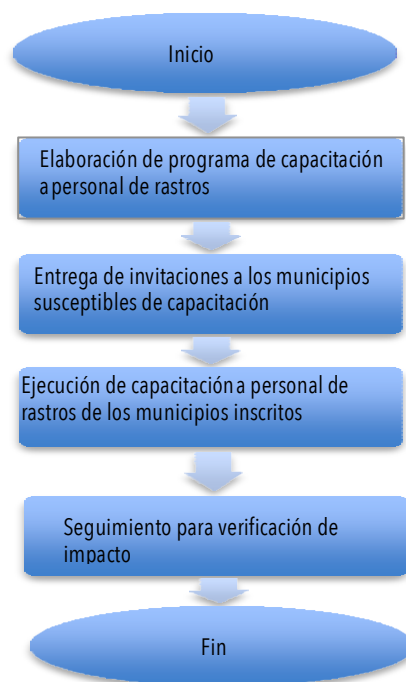 Inicio
Elaboración de programa de capacitación
a personal de rastros
Entrega de invitaciones a los municipios
susceptibles de capacitación
Ejecución de capacitación a personal de
rastros de los municipios inscritos
Seguimiento para verificación de
impacto
Fin